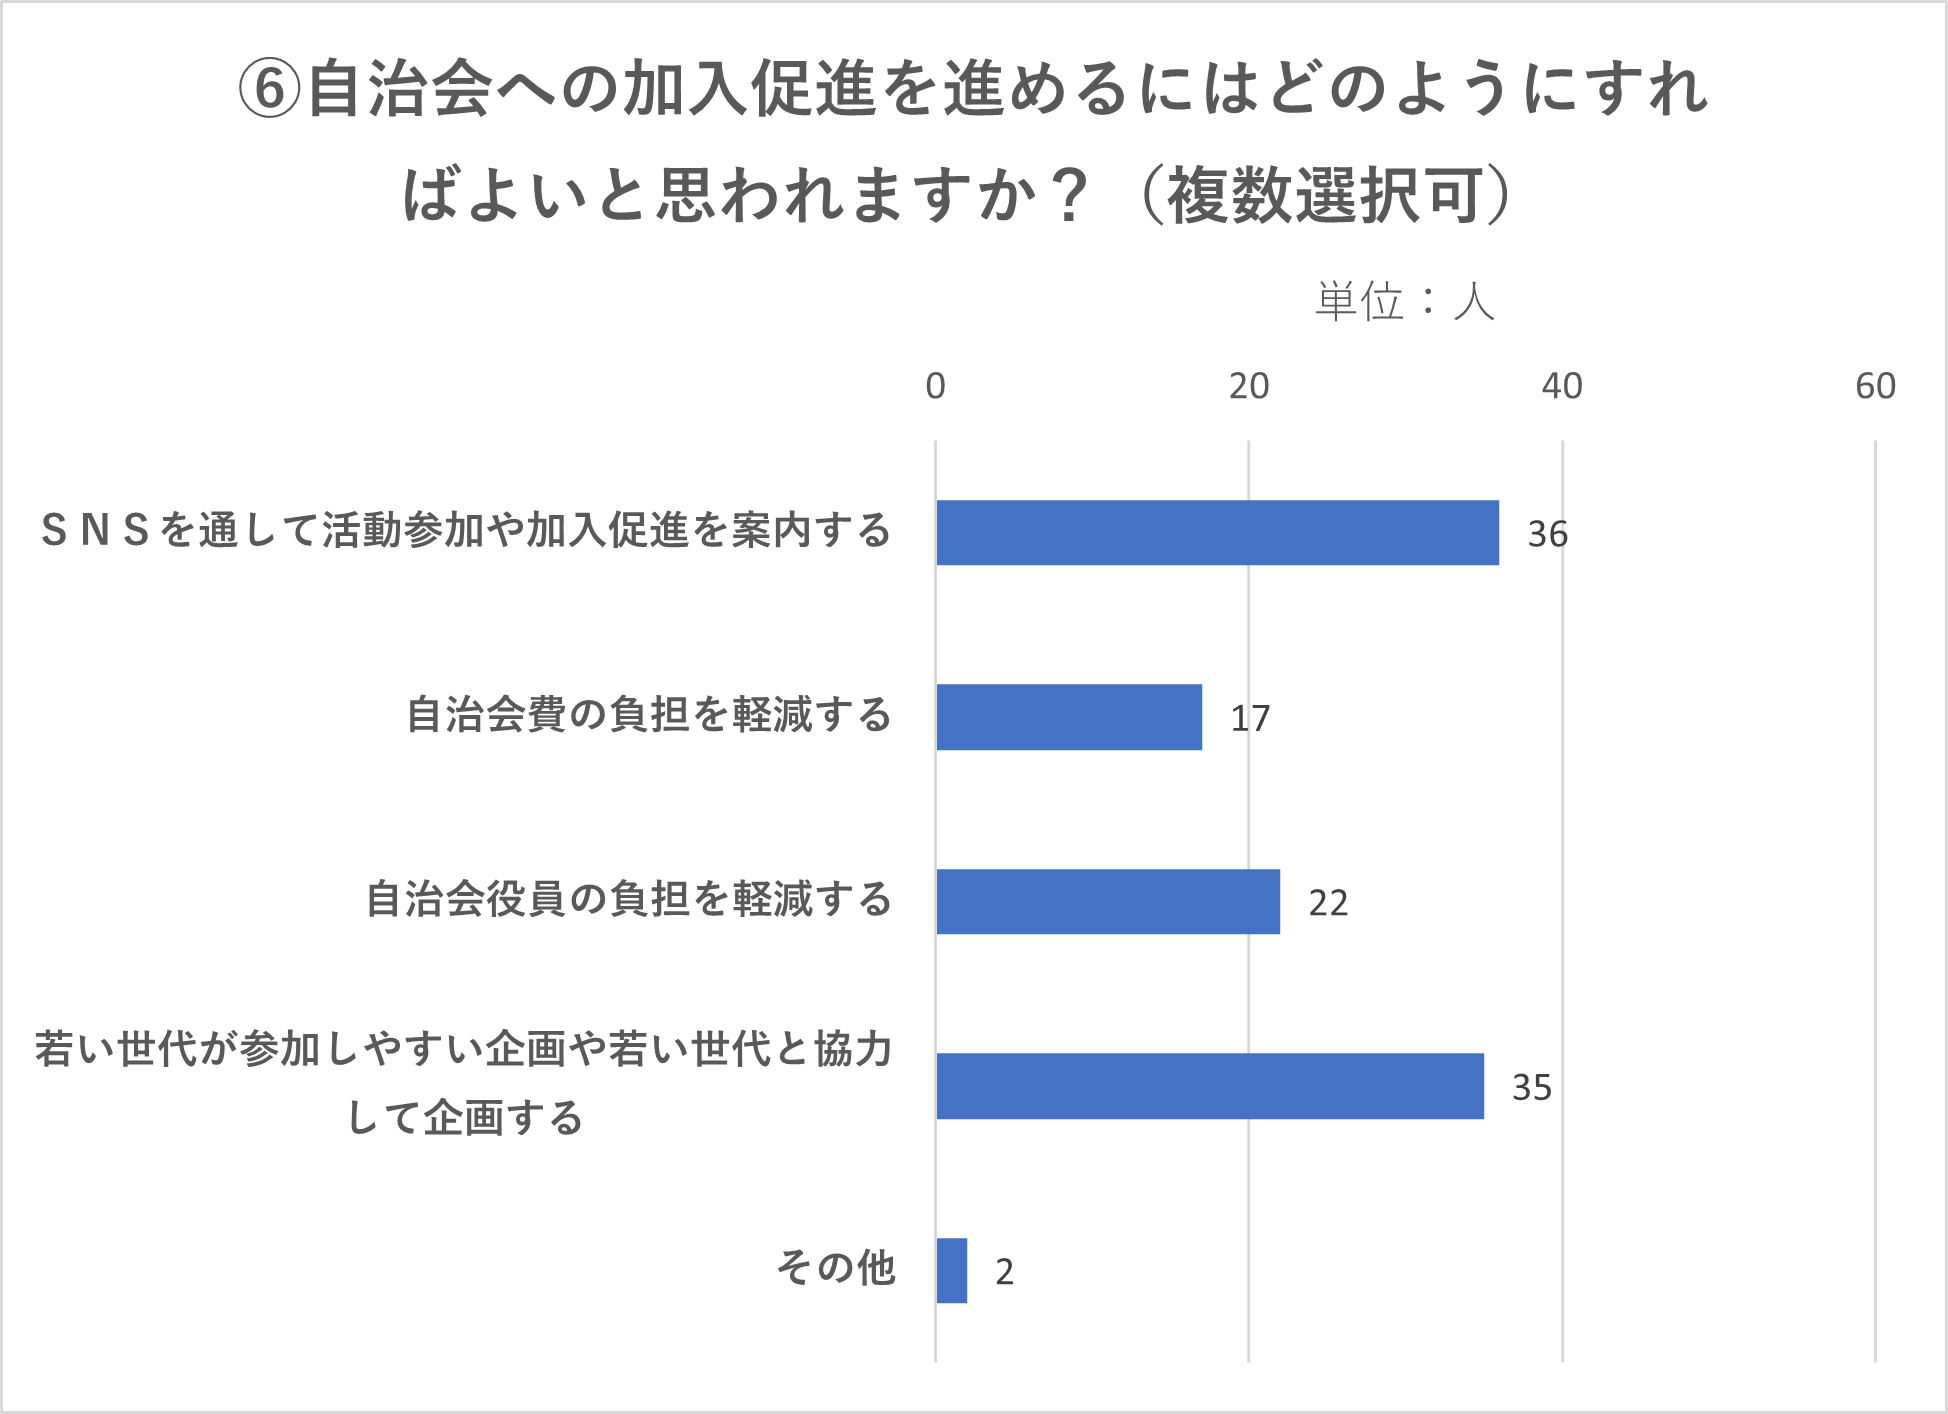 ⑥自治会への加入促進を進めるにはどのようにすれ
ばよいと思われますか？（複数選択可）
単位：人
0 20 40 60
ＳＮＳを通して活動参加や加入促進を案内する 36
自治会費の負担を軽減する 17
自治会役員の負担を軽減する 22
若い世代が参加しやすい企画や若い世代と協力
して企画する 35
その他 2